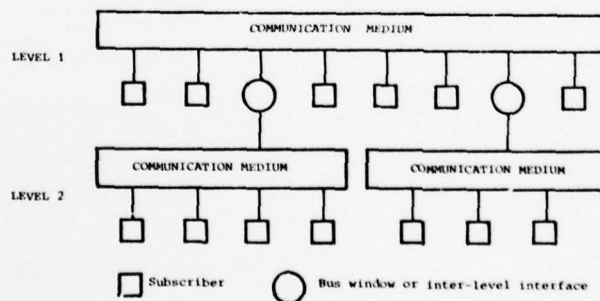 COMMUNICATION MEDIUM
LEVEL 1
COMMUNICATION MEDIUM
COMMUNICATION MEDIUM
LEVEL 2
Subscriber
Bus window or inter-level interface